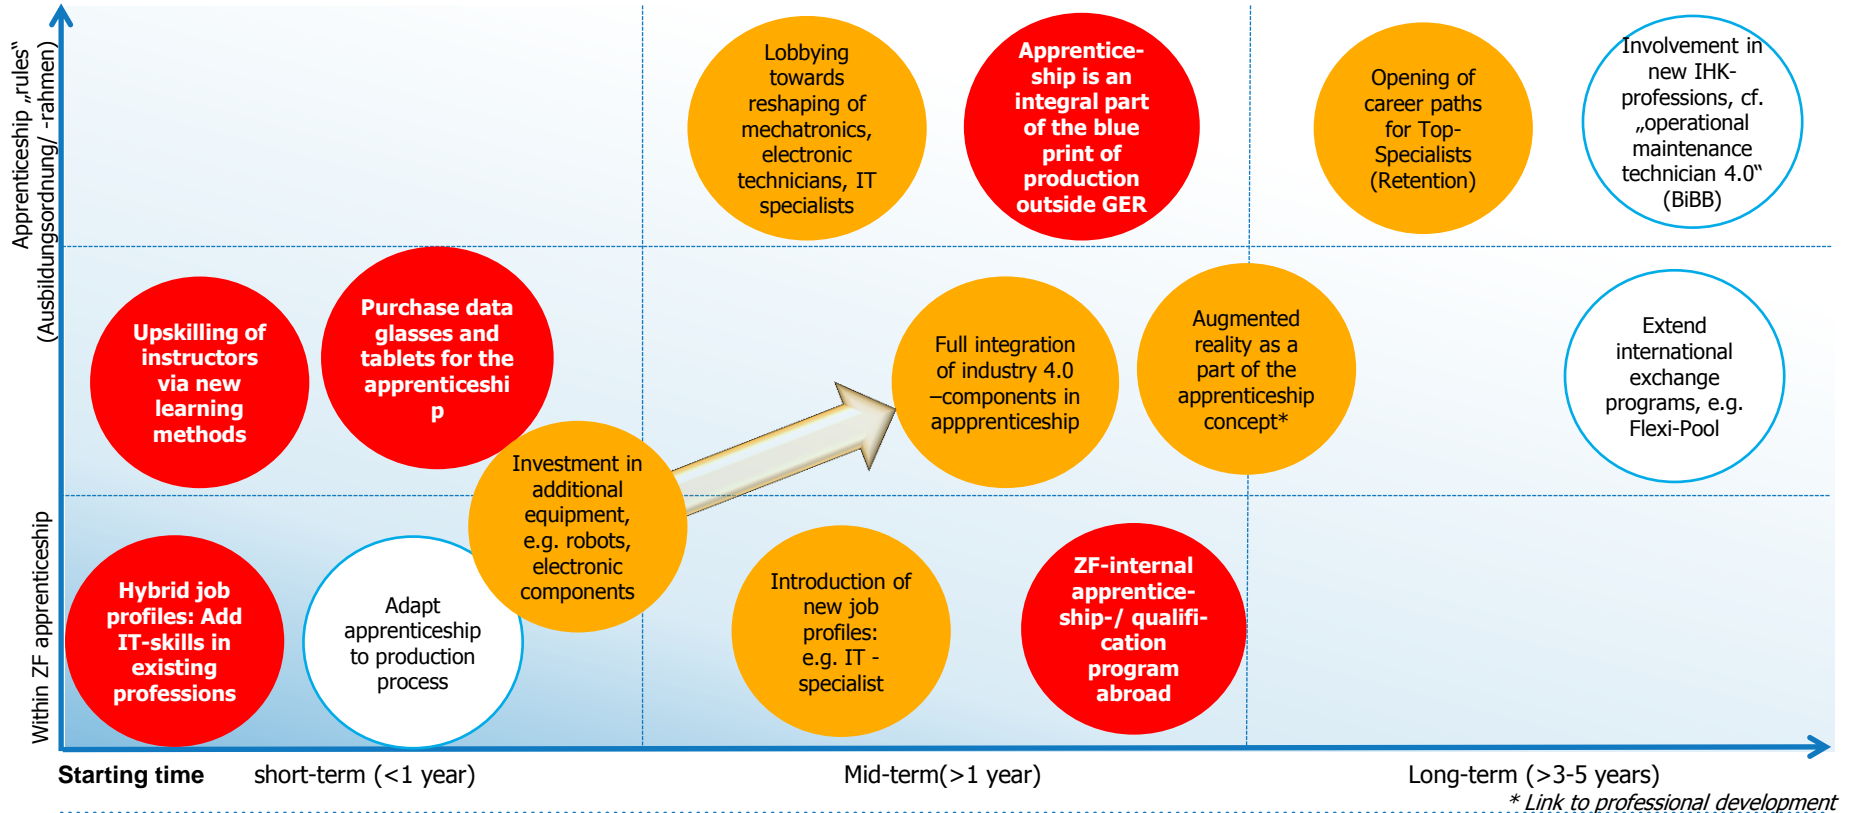 Apprenticeship „rules“
(Ausbildungsordnung/ -rahmen)
Lobbying
towards
reshaping of
mechatronics,
electronic
technicians, IT
specialists
Apprentice-
ship is an
integral part
of the blue
print of
production
outside GER
Opening of
career paths
for Top-
Specialists
(Retention)
Involvement in
new IHK-
professions, cf.
„operational
maintenance
technician 4.0“
(BiBB)
Upskilling of
instructors
via new
learning
methods
Purchase data
glasses and
tablets for the
apprenticeshi
p
Full integration
of industry 4.0
–components in
appprenticeship
Augmented
reality as a
part of the
apprenticeship
concept*
Extend
international
exchange
programs, e.g.
Flexi-Pool
Investment in
additional
equipment,
e.g. robots,
electronic
components
Within ZF apprenticeship
Hybrid job
profiles: Add
IT-skills in
existing
professions
Adapt
apprenticeship
to production
process
Introduction of
new job
profiles:
e.g. IT -
specialist
ZF-internal
apprentice-
ship-/ qualifi-
cation
program
abroad
Starting time short-term (<1 year) Mid-term(>1 year) Long-term (>3-5 years)
* Link to professional development